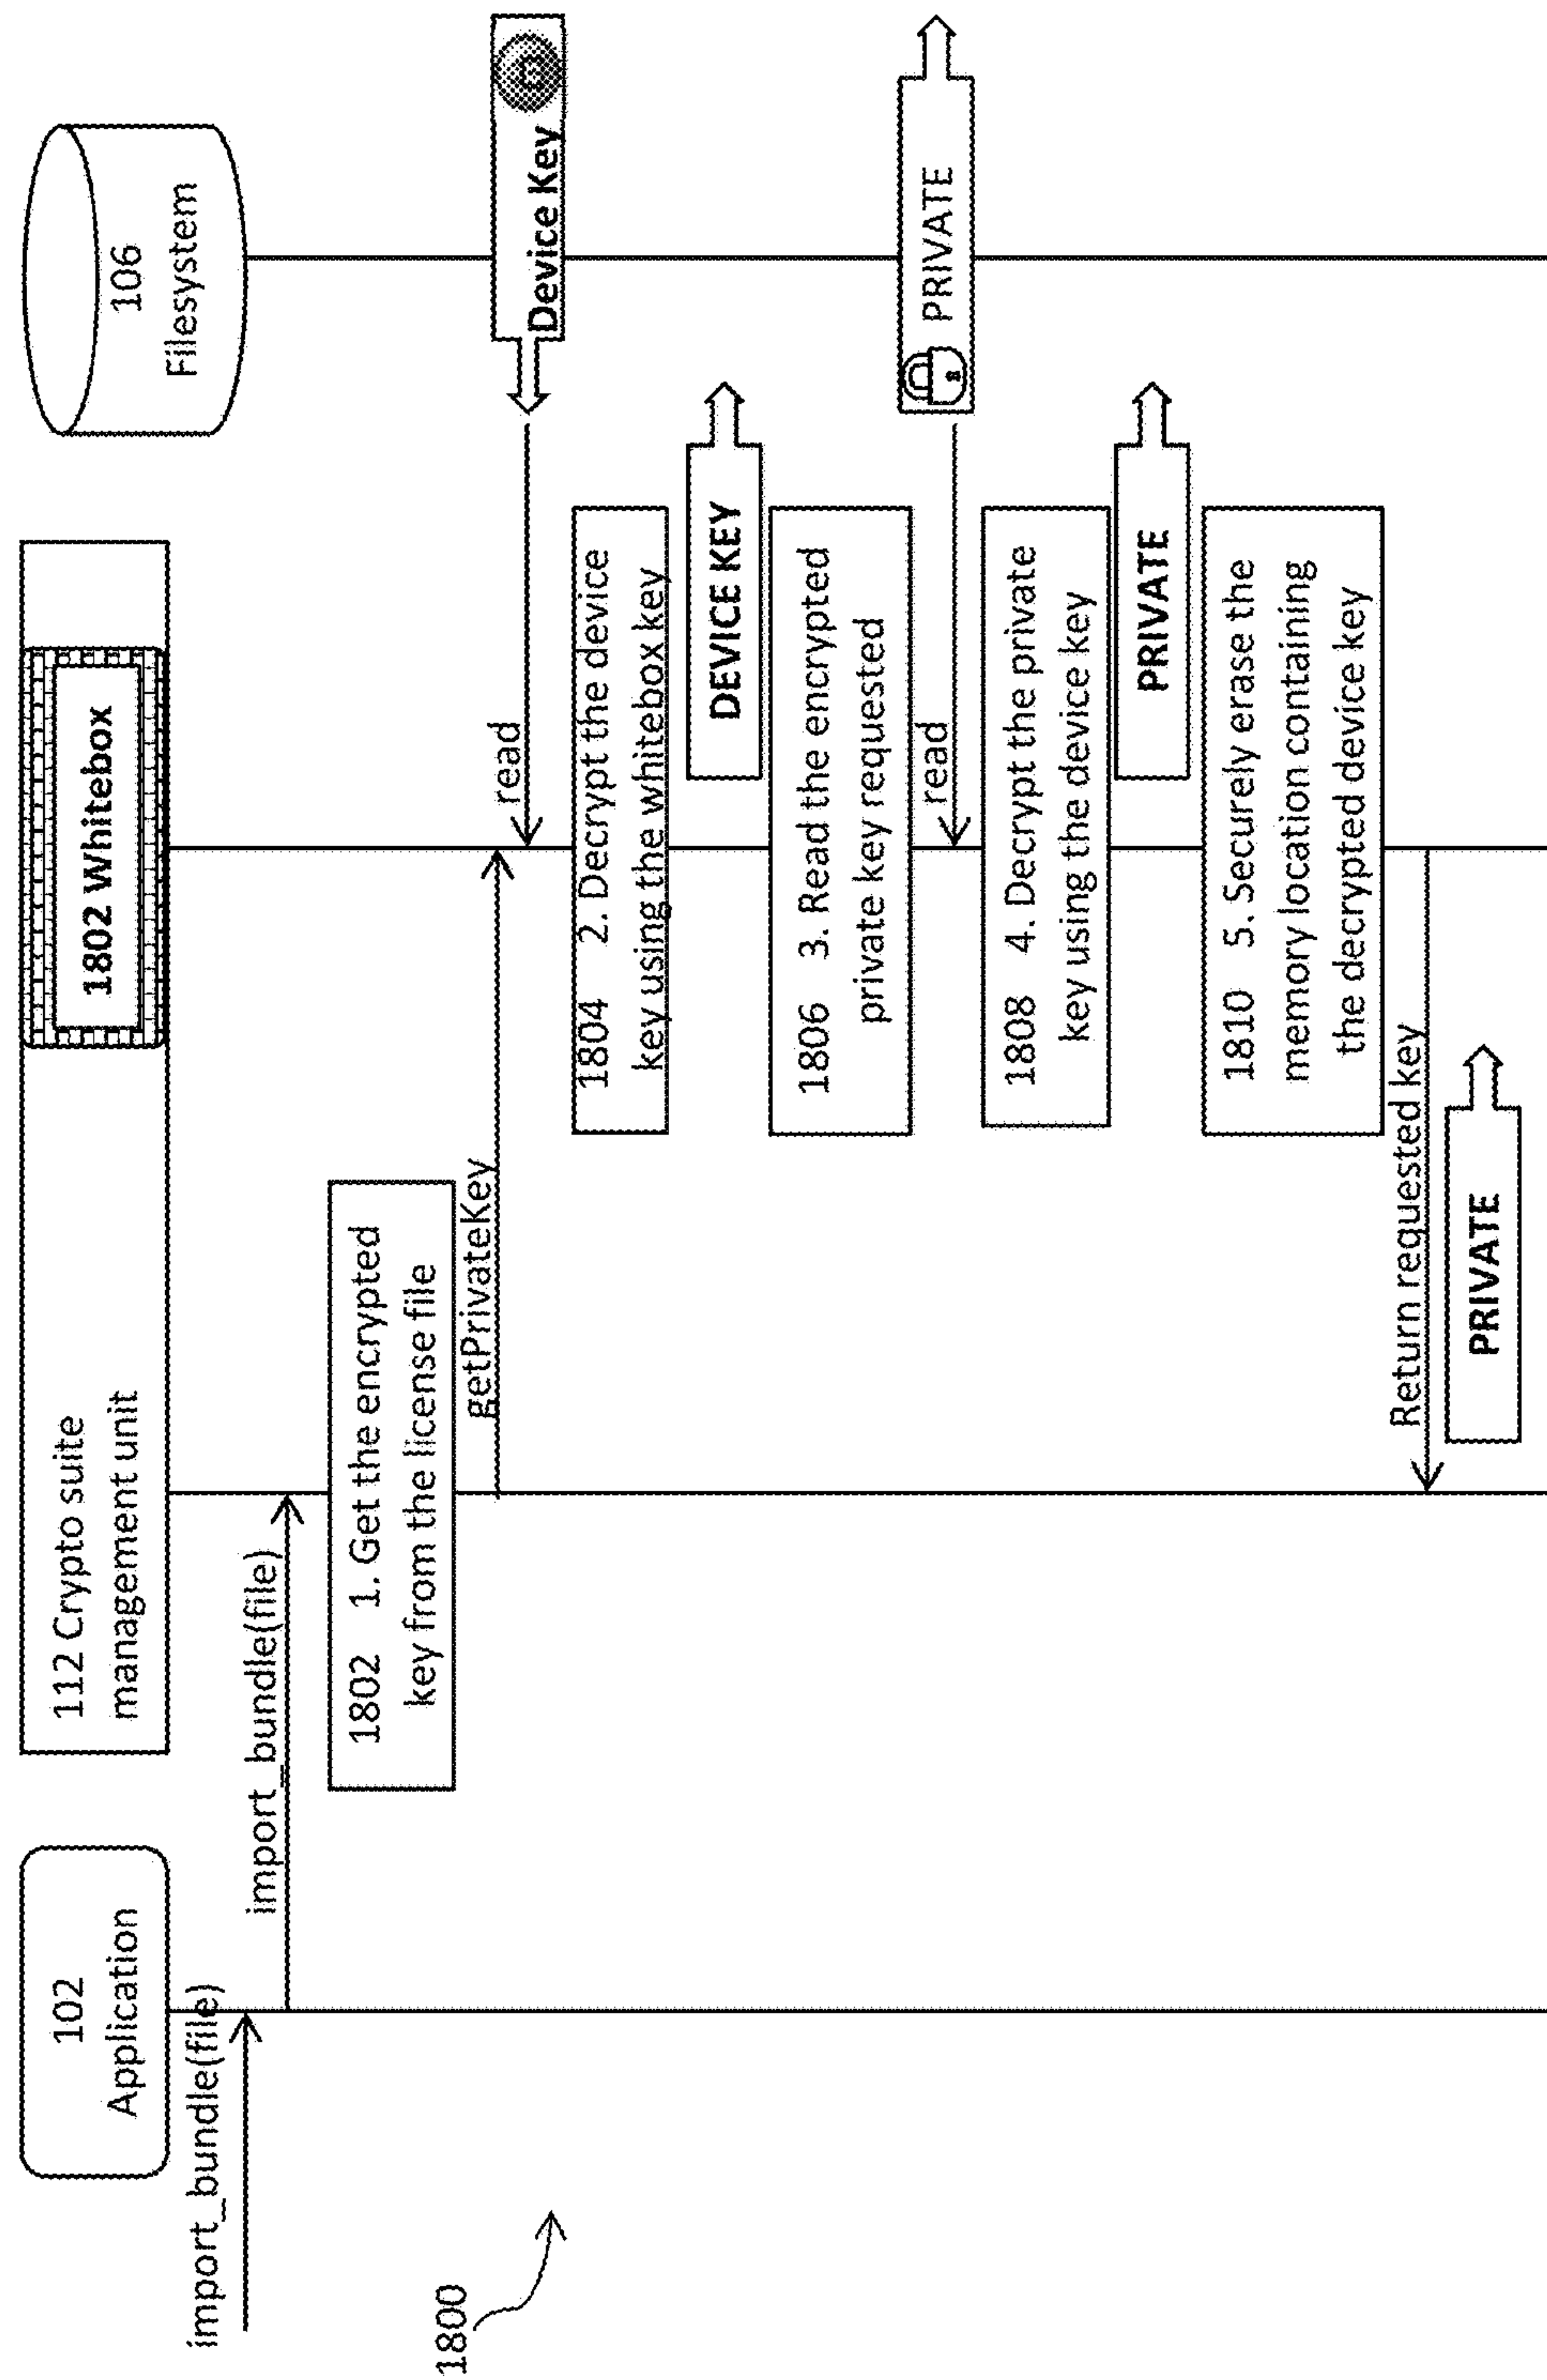 102
Application
112 Crypto suite
management unit
1802 Whitebox
106
Filesystem
import_bundle(file)
import_bundle(file)
1802 1. Get the encrypted
key from the license file
getPrivateKey
read
Device Key
1804 2. Decrypt the device
key using the whitebox key
DEVICE KEY
1806 3. Read the encrypted
private key requested
read
PRIVATE
1808 4. Decrypt the private
key using the device key
PRIVATE
1810 5. Securely erase the
memory location containing
the decrypted device key
Return requested key
PRIVATE
1800